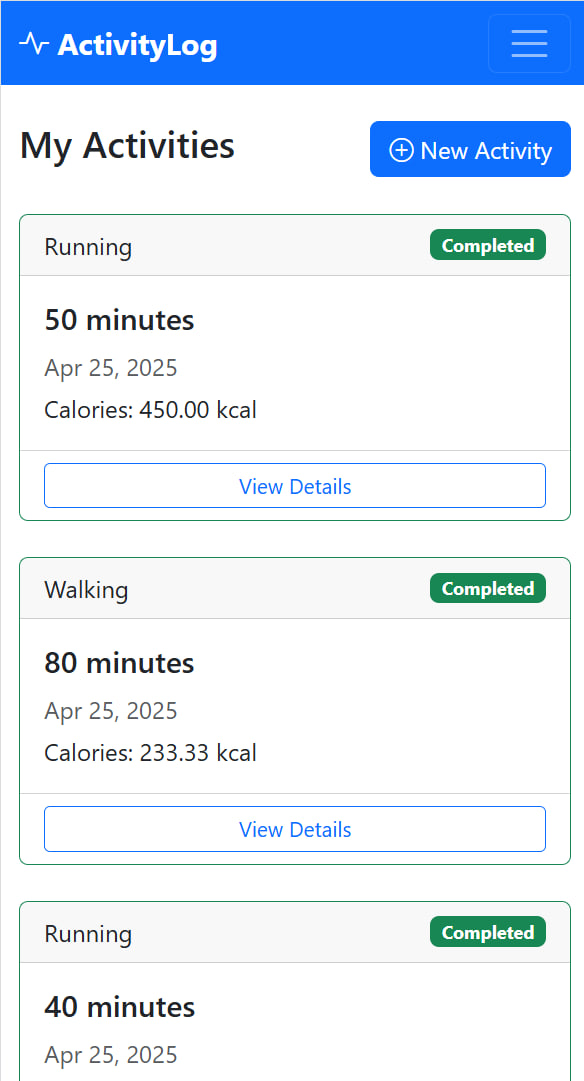 ActivityLog
My Activities
New Activity
Running
Completed
50 minutes
Apr 25, 2025
Calories: 450.00 kcal
View Details
Walking
Completed
80 minutes
Apr 25, 2025
Calories: 233.33 kcal
View Details
Running
Completed
40 minutes
Apr 25, 2025